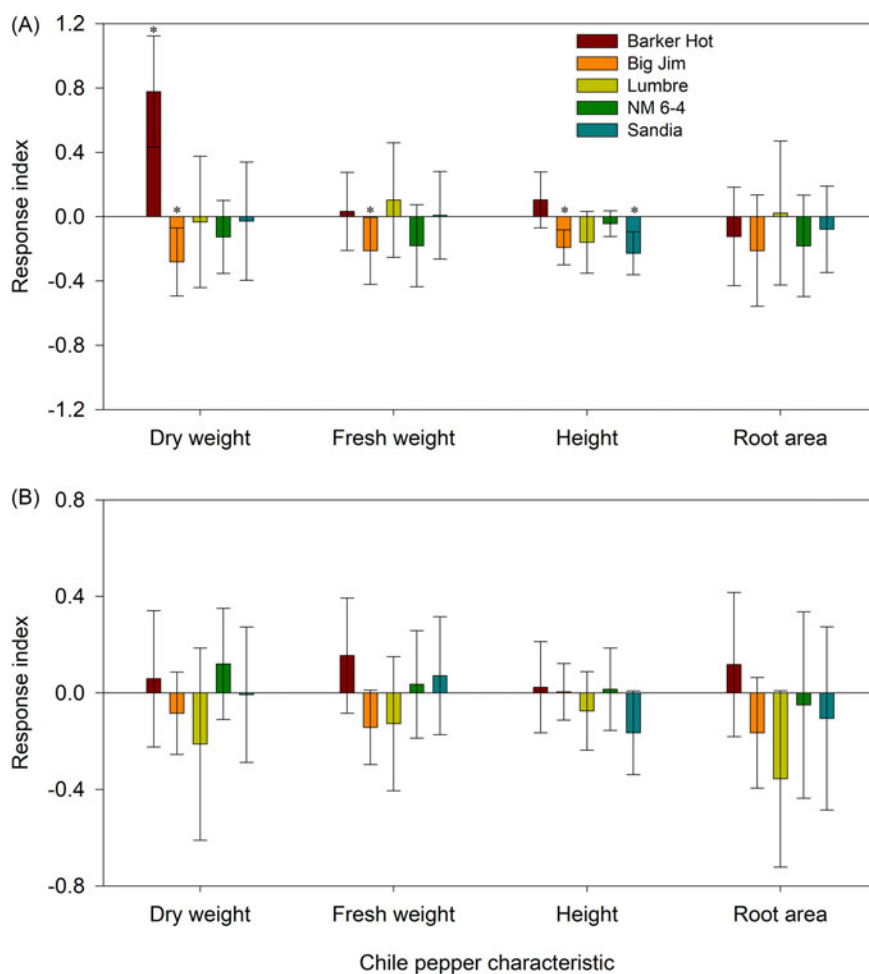 (A)
1.2
0.8
0.4
0.0
-0.4
-0.8
-1.2
Response index
* * * * *
Barker Hot
Big Jim
Lumbre
NM 6-4
Sandia
Dry weight Fresh weight Height Root area
(B)
0.8
0.4
0.0
-0.4
-0.8
Response index
Dry weight Fresh weight Height Root area
Chile pepper characteristic